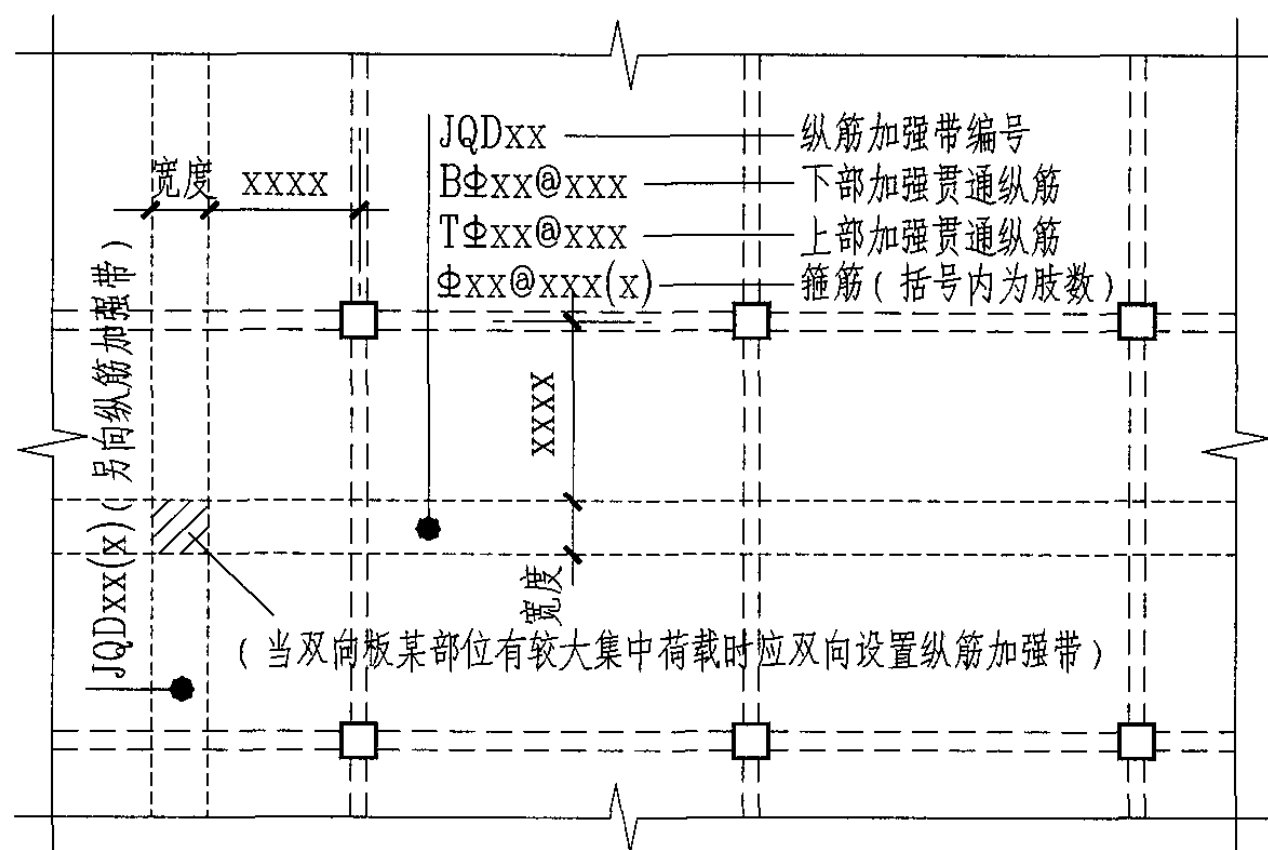 JQDxx 纵筋加强带编号
BΦxx@xxx 下部加强贯通纵筋
TΦxx@xxx 上部加强贯通纵筋
Φxx@xxx(x) 箍筋(括号内为肢数)
宽度 xxxx
xxxx
宽度
JQDxx(x)(另向纵筋加强带)
(当双向板某部位有较大集中荷载时应双向设置纵筋加强带)